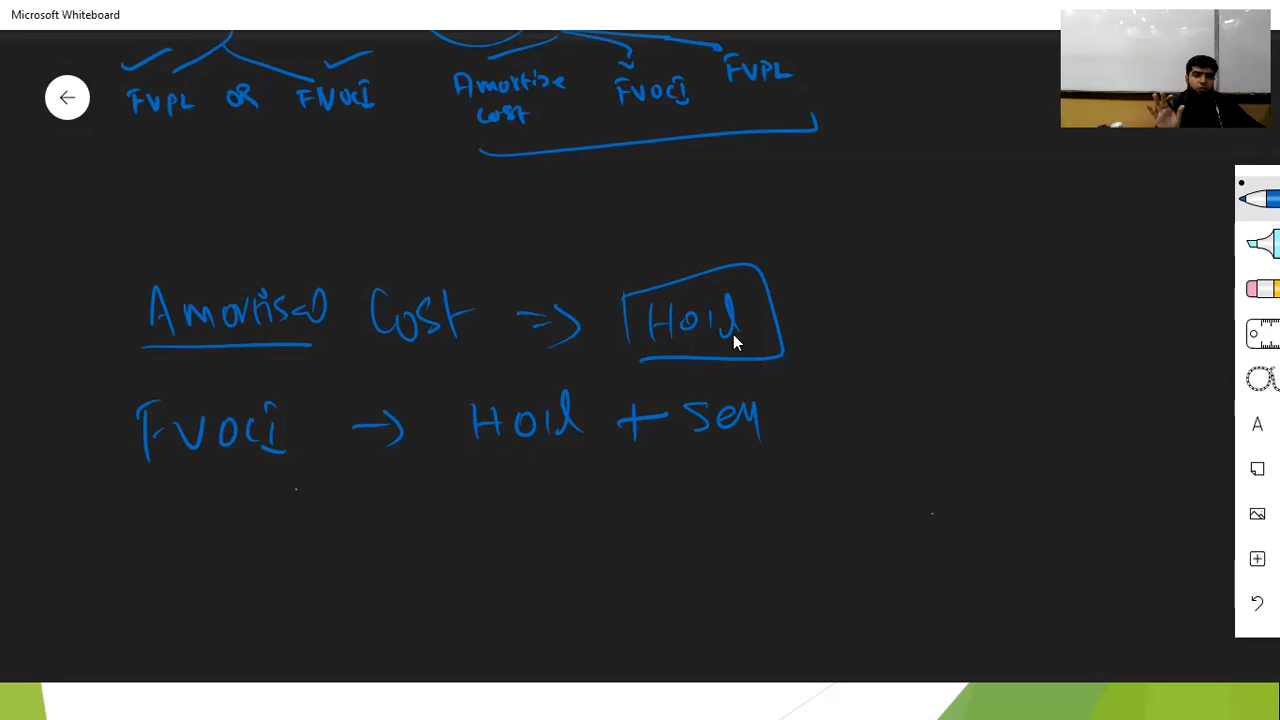 Microsoft Whiteboard
FVPL OR FVOCI
Amortise cost
FVOCI
FVPL
Amortised Cost => Hold
FVOCI → Hold + Sell
A